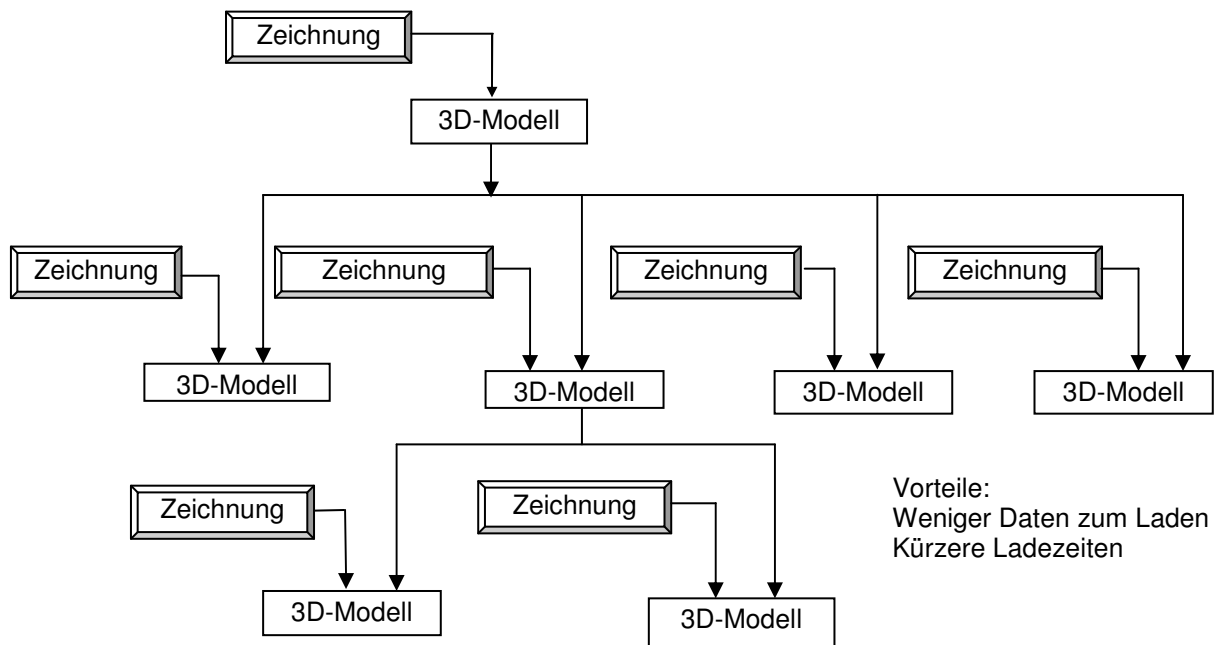 Zeichnung
3D-Modell
Zeichnung
Zeichnung
Zeichnung
Zeichnung
3D-Modell
3D-Modell
3D-Modell
3D-Modell
Zeichnung
Zeichnung
Vorteile:
Weniger Daten zum Laden
Kürzere Ladezeiten
3D-Modell
3D-Modell